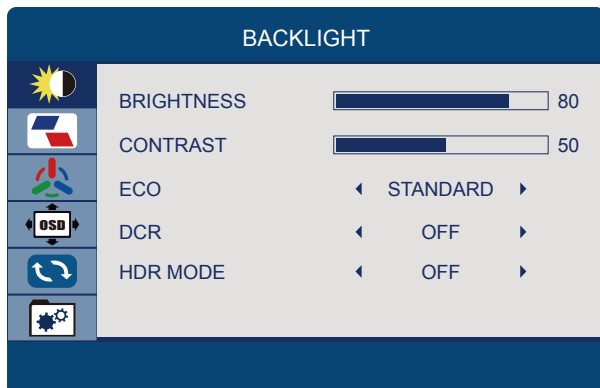 BACKLIGHT
BRIGHTNESS 80
CONTRAST 50
ECO STANDARD
DCR OFF
OSD
HDR MODE OFF